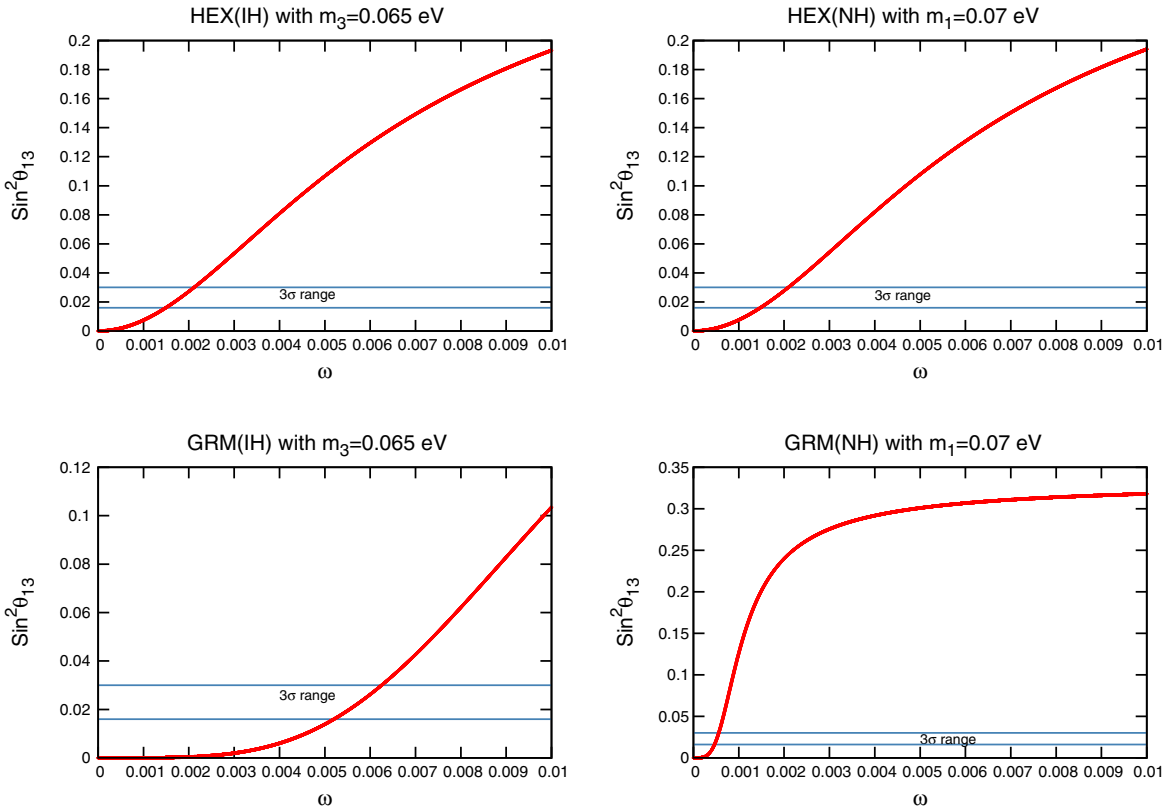 HEX(IH) with m3=0.065 eV
0.2
0.18
0.16
0.14
0.12
0.1
0.08
0.06
0.04
0.02
0
Sin²θ13
3σ range
0 0.001 0.002 0.003 0.004 0.005 0.006 0.007 0.008 0.009 0.01
ω
HEX(NH) with m1=0.07 eV
0.2
0.18
0.16
0.14
0.12
0.1
0.08
0.06
0.04
0.02
0
Sin²θ13
3σ range
0 0.001 0.002 0.003 0.004 0.005 0.006 0.007 0.008 0.009 0.01
ω
GRM(IH) with m3=0.065 eV
0.12
0.1
0.08
0.06
0.04
0.02
0
Sin²θ13
3σ range
0 0.001 0.002 0.003 0.004 0.005 0.006 0.007 0.008 0.009 0.01
ω
GRM(NH) with m1=0.07 eV
0.35
0.3
0.25
0.2
0.15
0.1
0.05
0
Sin²θ13
3σ range
0 0.001 0.002 0.003 0.004 0.005 0.006 0.007 0.008 0.009 0.01
ω